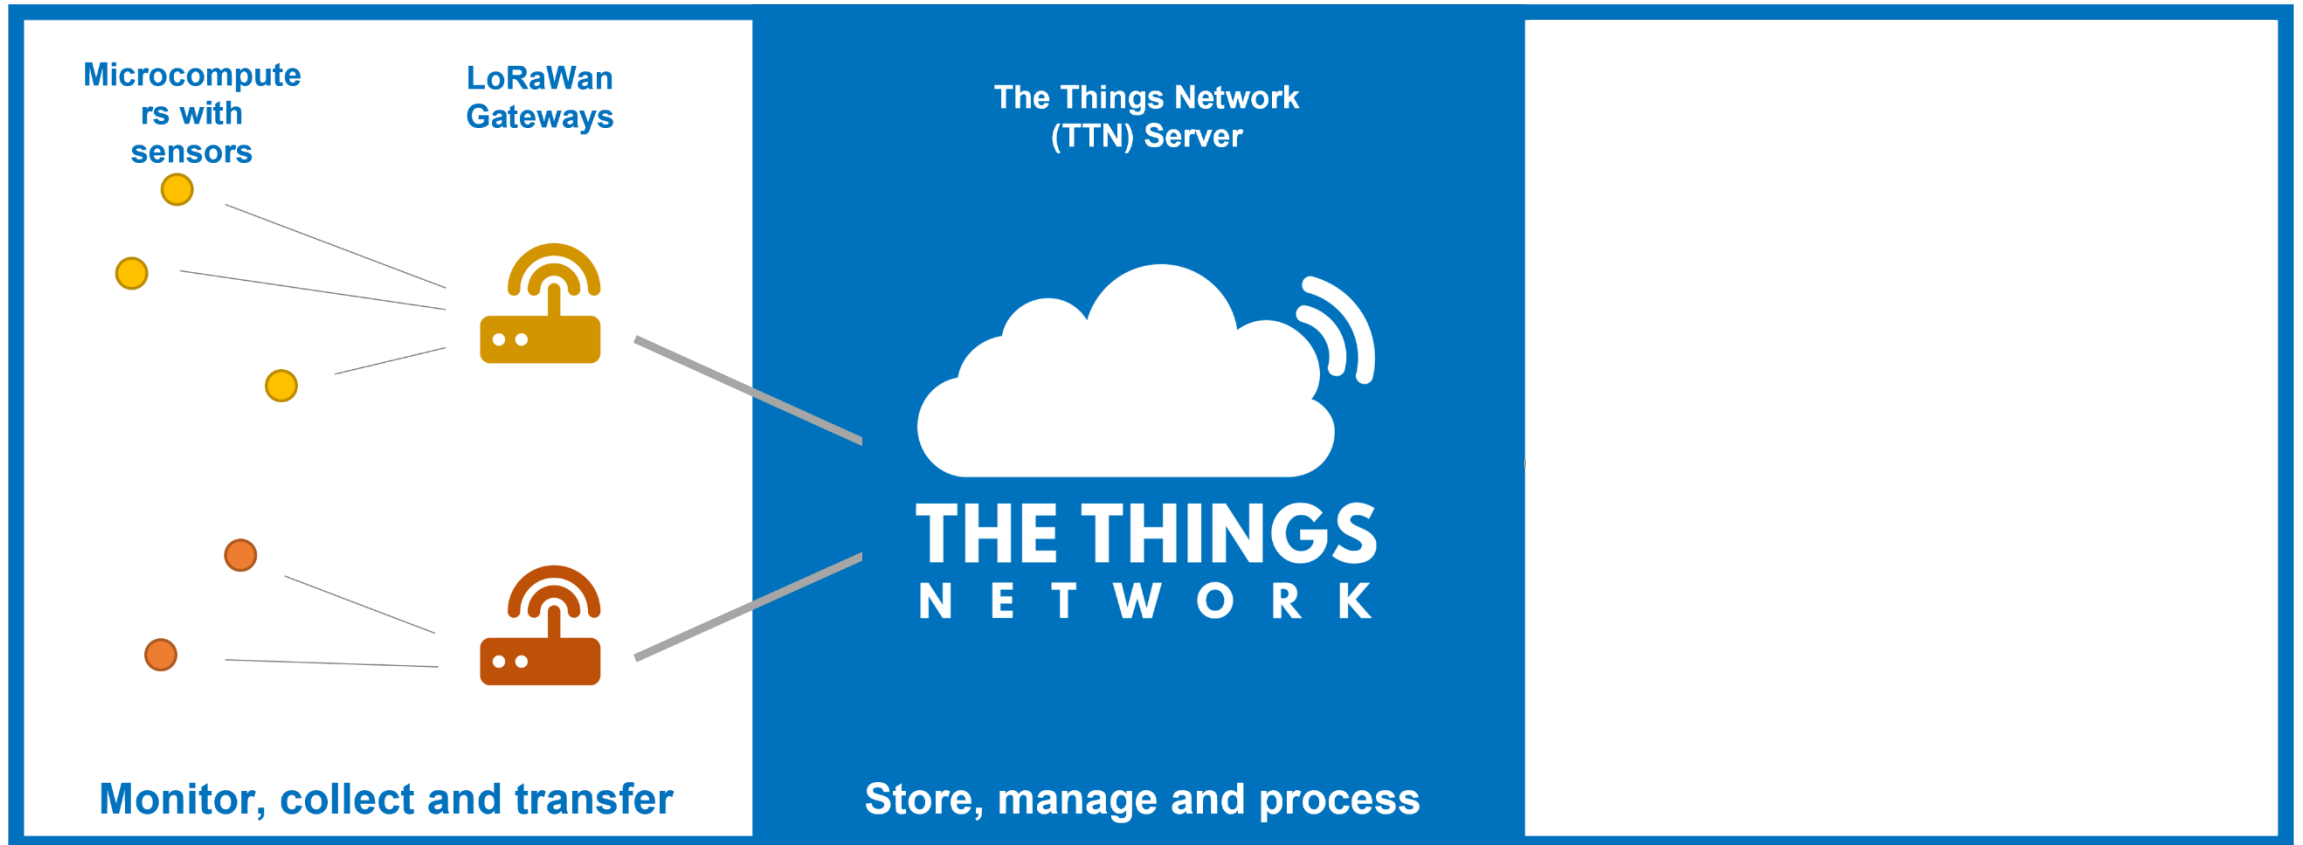 Microcompute
rs with
sensors
LoRaWan
Gateways
The Things Network
(TTN) Server
THE THINGS
NETWORK
Monitor, collect and transfer
Store, manage and process